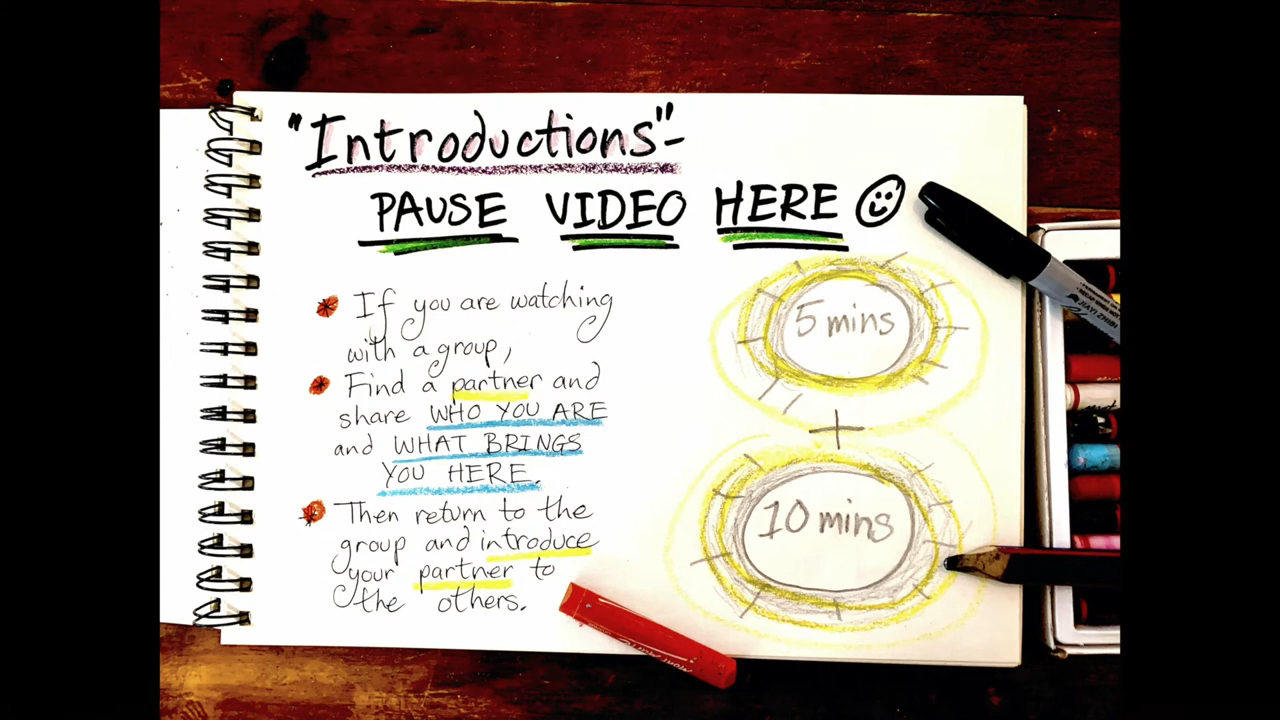 "Introductions"-
PAUSE VIDEO HERE
If you are watching
with a group,
Find a partner and
share WHO YOU ARE
and WHAT BRINGS
YOU HERE.
Then return to the
group and introduce
your partner to
the others.
5 mins
+
10 mins